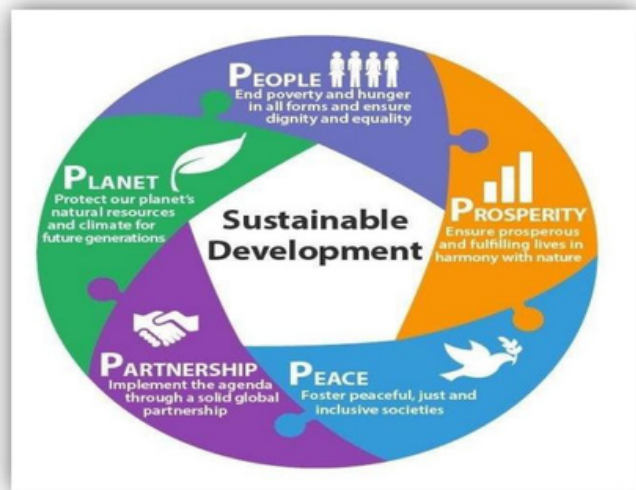 PEOPLE
End poverty and hunger
in all forms and ensure
dignity and equality
PROSPERITY
Ensure prosperous
and fulfilling lives in
harmony with nature
PEACE
Foster peaceful, just and
inclusive societies
PARTNERSHIP
Implement the agenda
through a solid global
partnership
PLANET
Protect our planet's
natural resources
and climate for
future generations
Sustainable
Development